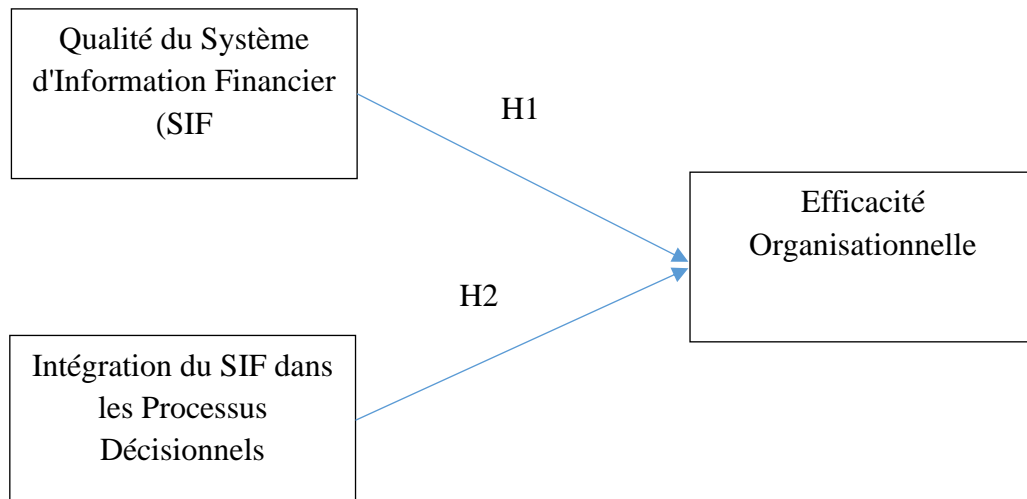 Qualité du Système
d'Information Financier
(SIF
H1
Efficacité
Organisationnelle
H2
Intégration du SIF dans
les Processus
Décisionnels